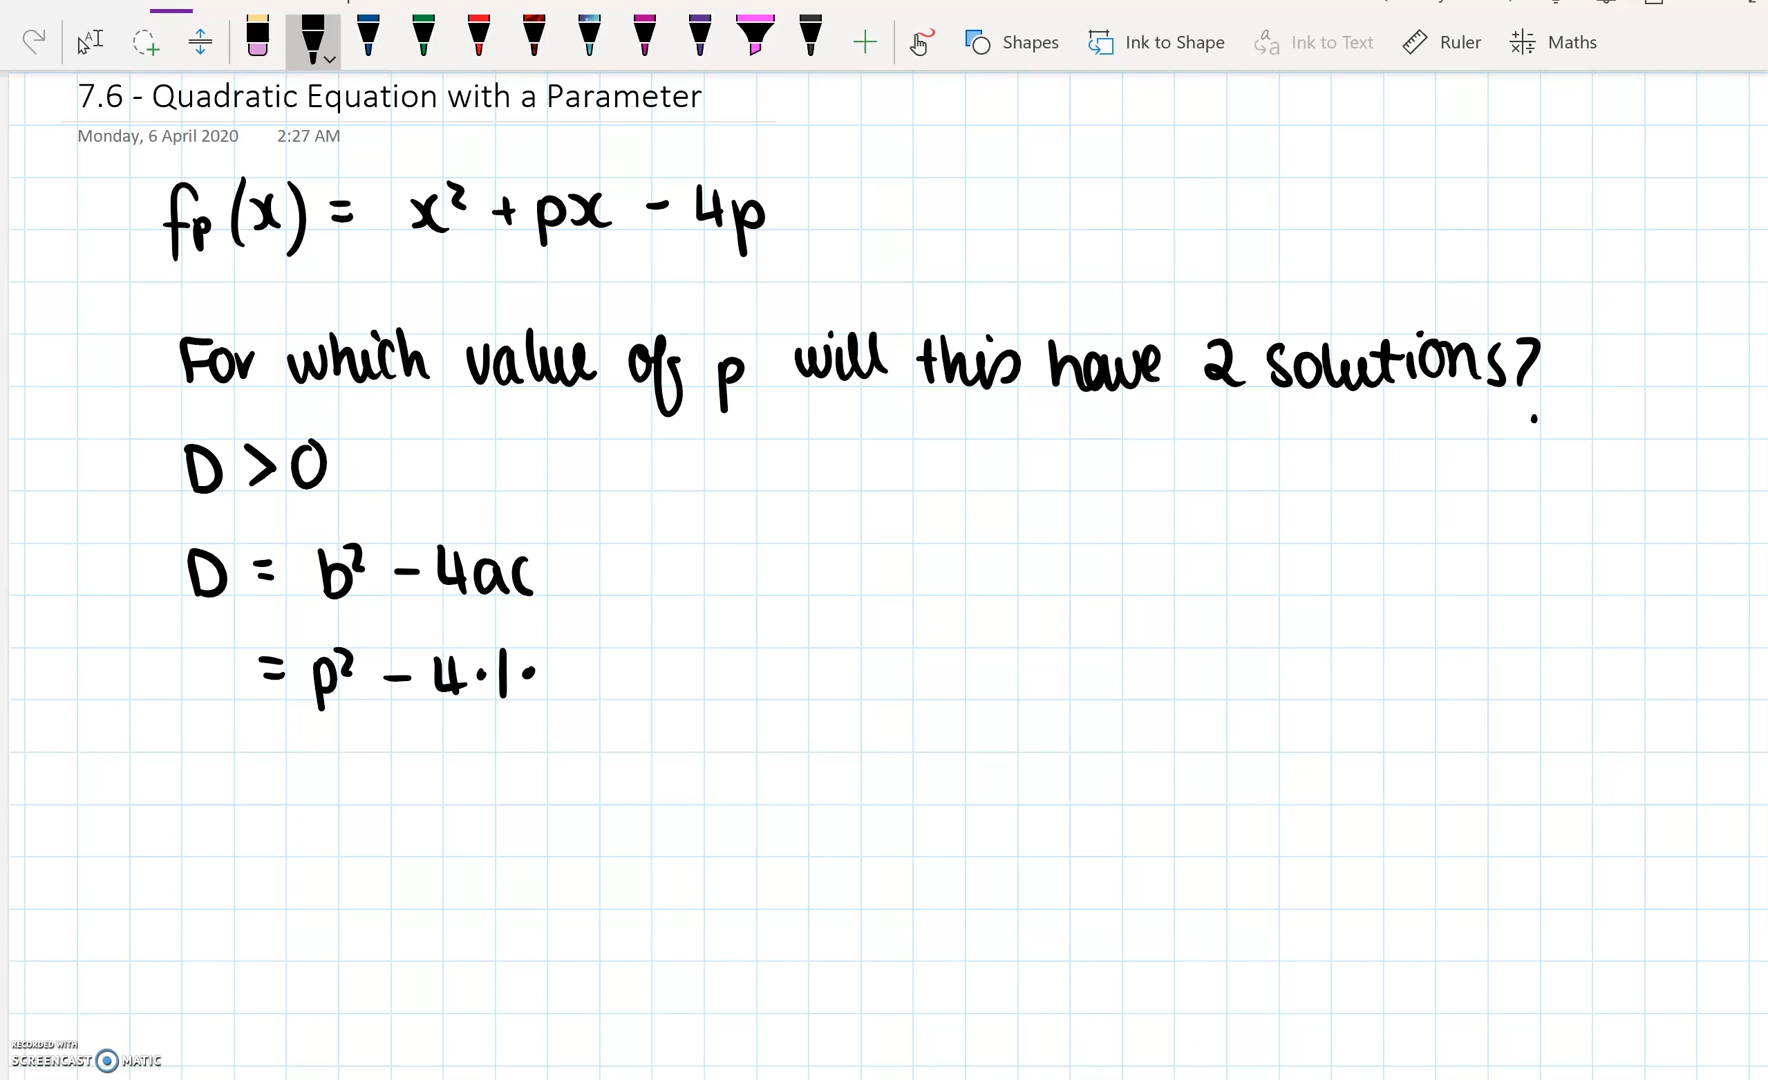 Shapes Ink to Shape Ink to Text Ruler Maths
7.6 - Quadratic Equation with a Parameter
Monday, 6 April 2020 2:27 AM
fₚ(x) = x² + px - 4p
For which value of p will this have 2 solutions?
D > 0
D = b² - 4ac
= p² - 4·1·
RECORDED WITH
SCREENCAST MATIC